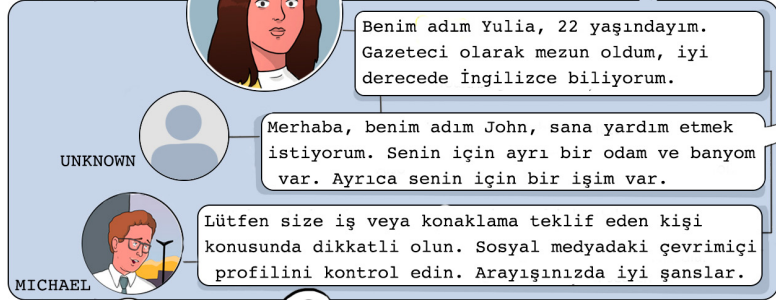 Benim adım Yulia, 22 yaşındayım.
Gazeteci olarak mezun oldum, iyi
derecede İngilizce biliyorum.
Merhaba, benim adım John, sana yardım etmek
istiyorum. Senin için ayrı bir odam ve banyom
var. Ayrıca senin için bir işim var.
UNKNOWN
Lütfen size iş veya konaklama teklif eden kişi
konusunda dikkatli olun. Sosyal medyadaki çevrimiçi
profilini kontrol edin. Arayışınızda iyi şanslar.
MICHAEL